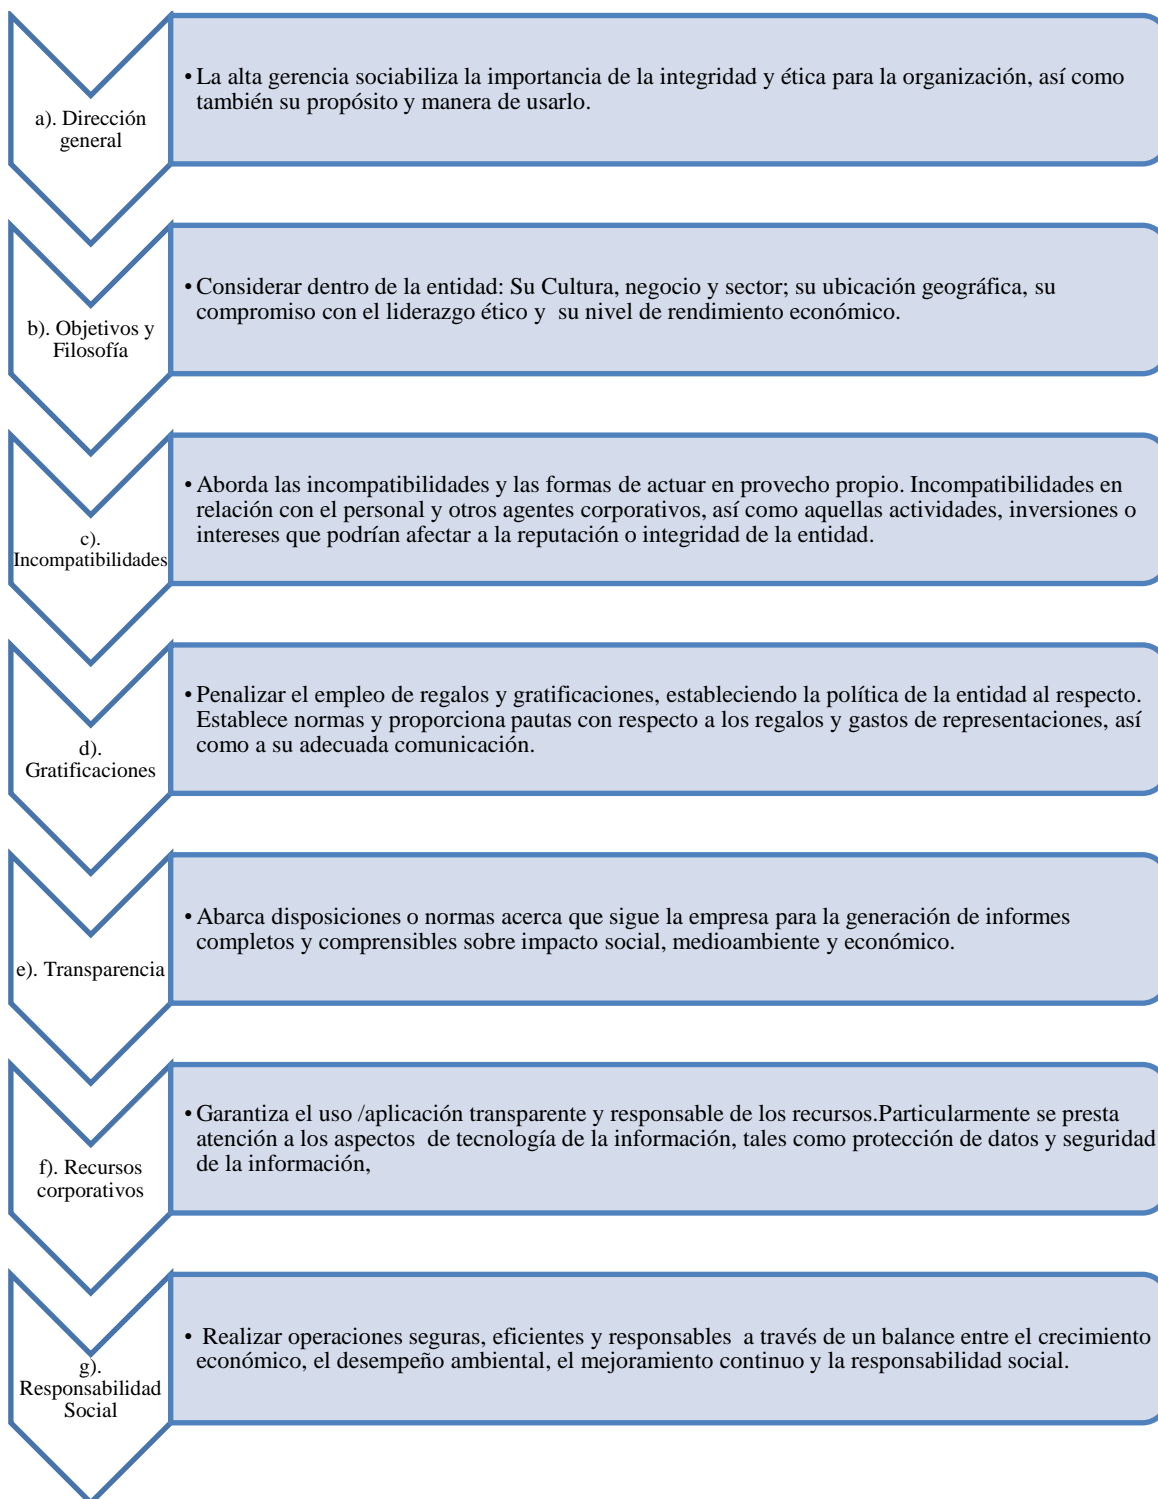 a). Dirección
general
• La alta gerencia sociabiliza la importancia de la integridad y ética para la organización, así como
también su propósito y manera de usarlo.
b). Objetivos y
Filosofía
• Considerar dentro de la entidad: Su Cultura, negocio y sector; su ubicación geográfica, su
compromiso con el liderazgo ético y  su nivel de rendimiento económico.
c).
Incompatibilidades
• Aborda las incompatibilidades y las formas de actuar en provecho propio. Incompatibilidades en
relación con el personal y otros agentes corporativos, así como aquellas actividades, inversiones o
intereses que podrían afectar a la reputación o integridad de la entidad.
d).
Gratificaciones
• Penalizar el empleo de regalos y gratificaciones, estableciendo la política de la entidad al respecto.
Establece normas y proporciona pautas con respecto a los regalos y gastos de representaciones, así
como a su adecuada comunicación.
e). Transparencia
• Abarca disposiciones o normas acerca que sigue la empresa para la generación de informes
completos y comprensibles sobre impacto social, medioambiente y económico.
f). Recursos
corporativos
• Garantiza el uso /aplicación transparente y responsable de los recursos.Particularmente se presta
atención a los aspectos  de tecnología de la información, tales como protección de datos y seguridad
de la información,
g).
Responsabilidad
Social
•  Realizar operaciones seguras, eficientes y responsables  a través de un balance entre el crecimiento
económico, el desempeño ambiental, el mejoramiento continuo y la responsabilidad social.